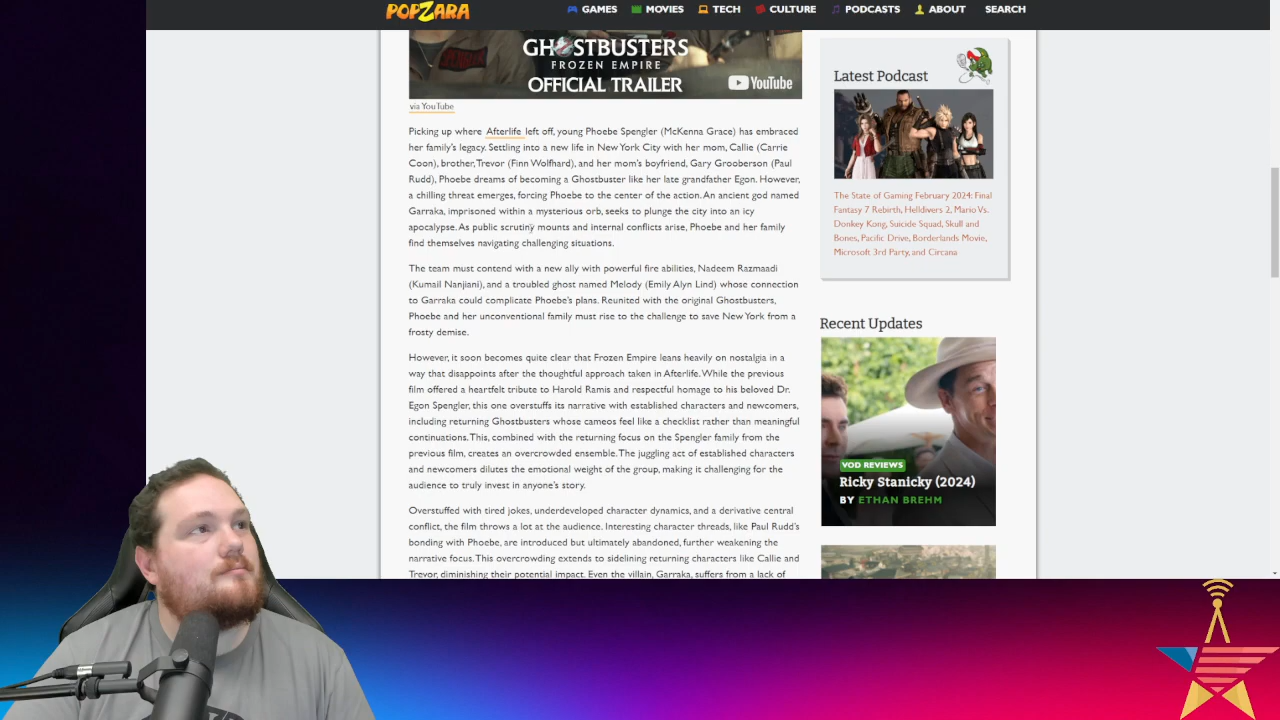 POPZARA
GAMES
MOVIES
TECH
CULTURE
PODCASTS
ABOUT
SEARCH
GHOSTBUSTERS
FROZEN EMPIRE
OFFICIAL TRAILER
YouTube
via YouTube
Picking up where Afterlife left off, young Phoebe Spengler (McKenna Grace) has embraced
her family's legacy. Settling into a new life in New York City with her mom, Callie (Carrie
Coon), brother, Trevor (Finn Wolfhard), and her mom's boyfriend, Gary Grooberson (Paul
Rudd), Phoebe dreams of becoming a Ghostbuster like her late grandfather Egon. However,
a chilling threat emerges, forcing Phoebe to the center of the action. An ancient god named
Garraka, imprisoned within a mysterious orb, seeks to plunge the city into an icy
apocalypse. As public scrutiny mounts and internal conflicts arise, Phoebe and her family
find themselves navigating challenging situations.
The team must contend with a new ally with powerful fire abilities, Nadeem Razmaadi
(Kumail Nanjiani), and a troubled ghost named Melody (Emily Alyn Lind) whose connection
to Garraka could complicate Phoebe's plans. Reunited with the original Ghostbusters,
Phoebe and her unconventional family must rise to the challenge to save New York from a
frosty demise.
However, it soon becomes quite clear that Frozen Empire leans heavily on nostalgia in a
way that disappoints after the thoughtful approach taken in Afterlife. While the previous
film offered a heartfelt tribute to Harold Ramis and respectful homage to his beloved Dr.
Egon Spengler, this one overstuffs its narrative with established characters and newcomers,
including returning Ghostbusters whose cameos feel like a checklist rather than meaningful
continuations. This, combined with the returning focus on the Spengler family from the
previous film, creates an overcrowded ensemble. The juggling act of established characters
and newcomers dilutes the emotional weight of the group, making it challenging for the
audience to truly invest in anyone's story.
Overstuffed with tired jokes, underdeveloped character dynamics, and a derivative central
conflict, the film throws a lot at the audience. Interesting character threads, like Paul Rudd's
bonding with Phoebe, are introduced but ultimately abandoned, further weakening the
narrative focus. This overcrowding extends to sidelining returning characters like Callie and
Trevor, diminishing their potential impact. Even the villain, Garraka, suffers from a lack of
Latest Podcast
The State of Gaming February 2024: Final
Fantasy 7 Rebirth, Helldivers 2, Mario Vs.
Donkey Kong, Suicide Squad, Skull and
Bones, Pacific Drive, Borderlands Movie,
Microsoft 3rd Party, and Circana
Recent Updates
VOD REVIEWS
Ricky Stanicky (2024)
BY ETHAN BREHM